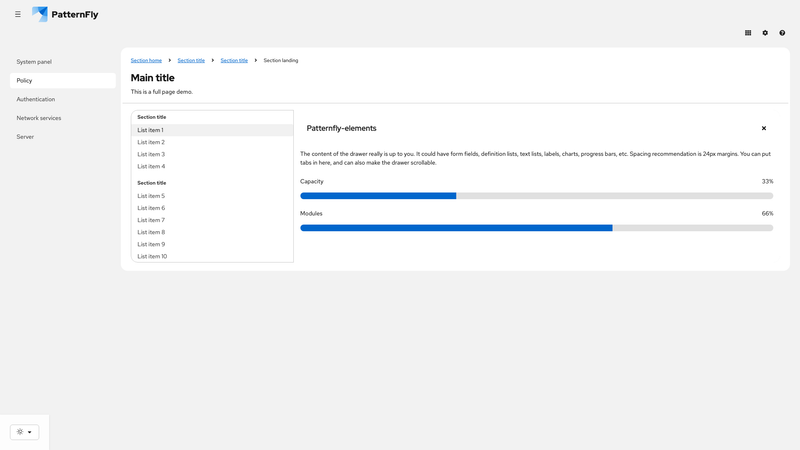 PatternFly
System panel
Policy
Authentication
Network services
Server
Section home
Section title
Section title
Section landing
Main title
This is a full page demo.
Section title
List item 1
List item 2
List item 3
List item 4
Section title
List item 5
List item 6
List item 7
List item 8
List item 9
List item 10
Patternfly-elements
The content of the drawer really is up to you. It could have form fields, definition lists, text lists, labels, charts, progress bars, etc. Spacing recommendation is 24px margins. You can put
tabs in here, and can also make the drawer scrollable.
Capacity
33%
Modules
66%